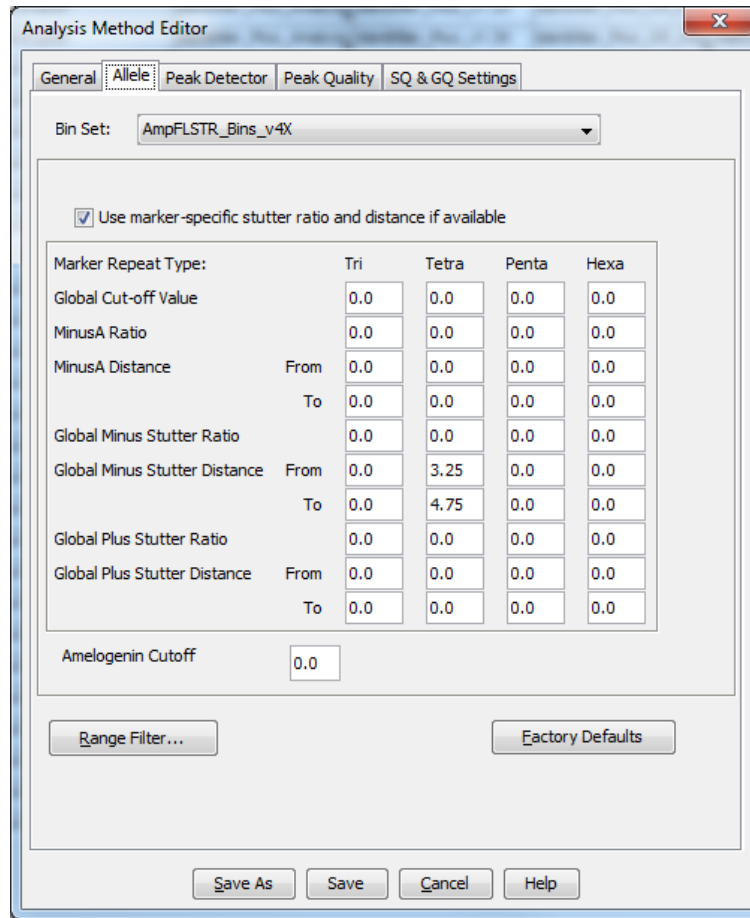 Analysis Method Editor
General Allele Peak Detector Peak Quality SQ & GQ Settings
Bin Set: AmpFLSTR_Bins_v4X
Use marker-specific stutter ratio and distance if available
Marker Repeat Type: Tri Tetra Penta Hexa
Global Cut-off Value 0.0 0.0 0.0 0.0
MinusA Ratio 0.0 0.0 0.0 0.0
MinusA Distance From 0.0 0.0 0.0 0.0
To 0.0 0.0 0.0 0.0
Global Minus Stutter Ratio 0.0 0.0 0.0 0.0
Global Minus Stutter Distance From 0.0 3.25 0.0 0.0
To 0.0 4.75 0.0 0.0
Global Plus Stutter Ratio 0.0 0.0 0.0 0.0
Global Plus Stutter Distance From 0.0 0.0 0.0 0.0
To 0.0 0.0 0.0 0.0
Amelogenin Cutoff 0.0
Range Filter... Factory Defaults
Save As Save Cancel Help